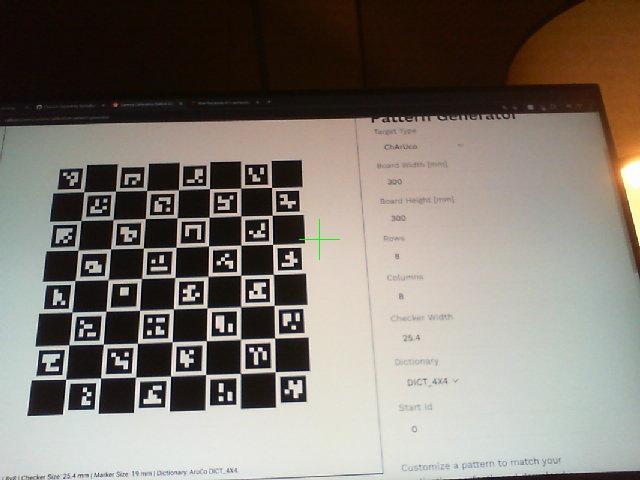 Pattern Generator
Target Type
ChArUco
Board Width [mm]
300
Board Height [mm]
300
Rows
8
Columns
8
Checker Width
25.4
Dictionary
DICT_4X4
Start Id
0
Customize a pattern to match your
| 8x8 | Checker Size: 25.4 mm | Marker Size: 19 mm | Dictionary: ArUco DICT_4X4.